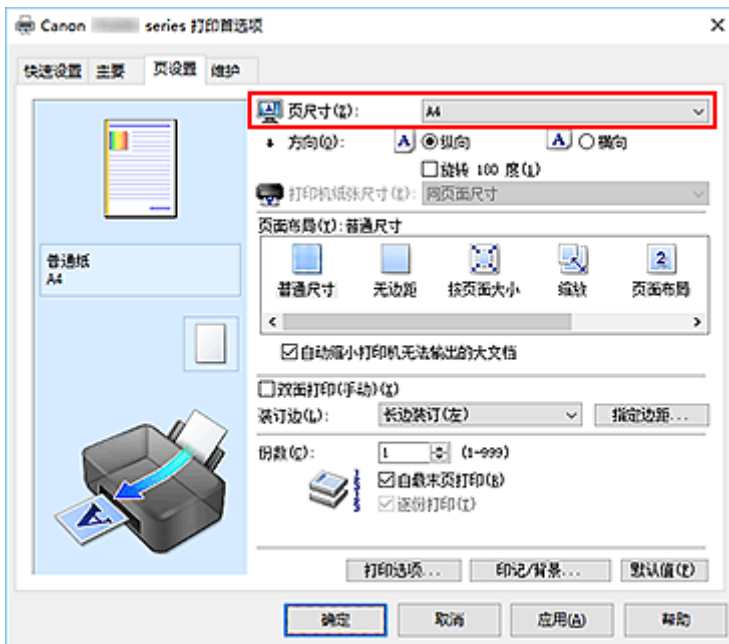 Canon series 打印首选项
快速设置 主要 页设置 维护
页尺寸(Z): A4
方向(O): A 纵向 A 横向
旋转 180 度(1)
打印机纸张尺寸(E): 同页面尺寸
页面布局(Y): 普通尺寸
普通尺寸 无边距 按页面大小 缩放 2 页面布局
自动缩小打印机无法输出的大文档
普通纸
A4
双面打印(手动)(X)
装订边(L): 长边装订(左) 指定边距...
份数(C): 1 (1-999)
自最末页打印(R)
逐份打印(T)
A
打印选项... 印记/背景... 默认值(F)
确定 取消 应用(A) 帮助